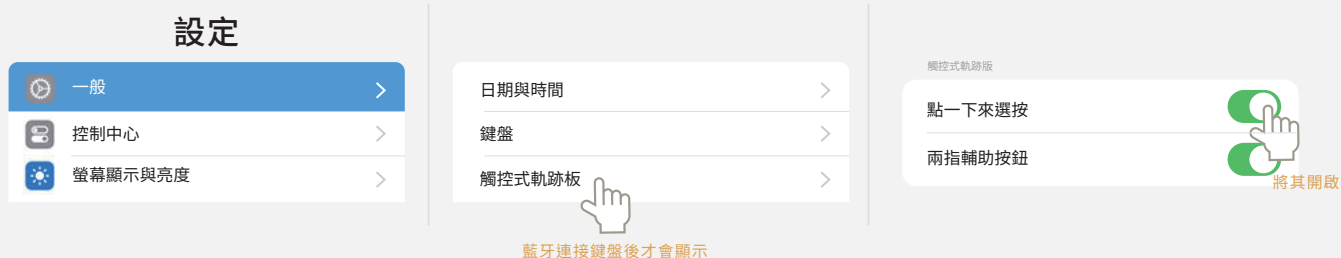 設定
一般
控制中心
螢幕顯示與亮度
日期與時間
鍵盤
觸控式軌跡板
藍牙連接鍵盤後才會顯示
觸控式軌跡版
點一下來選按
兩指輔助按鈕
將其開啟